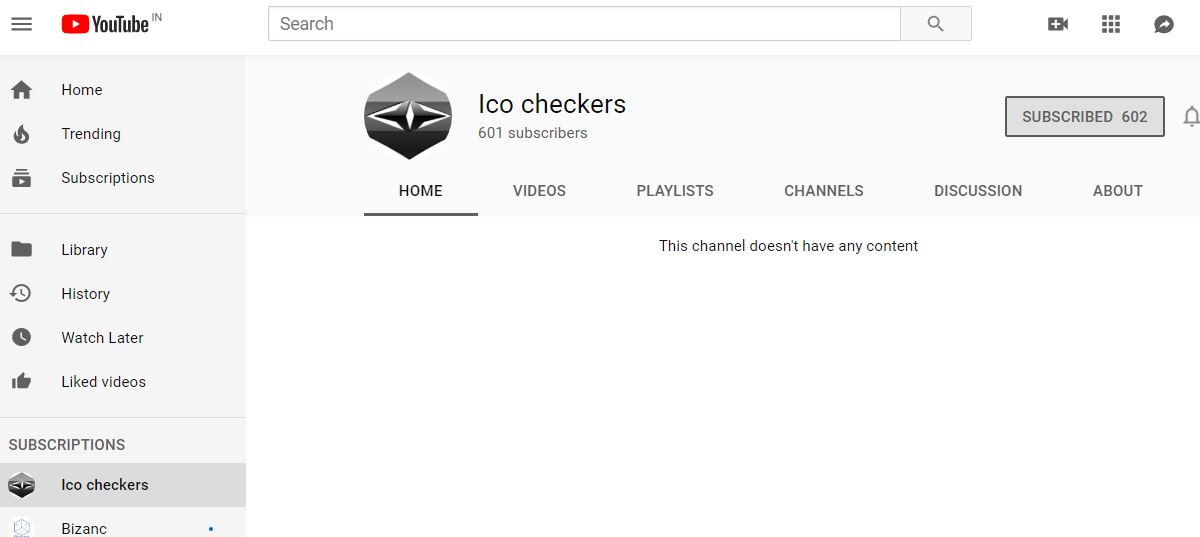 YouTube IN
Search
Home
Trending
Subscriptions
Library
History
Watch Later
Liked videos
SUBSCRIPTIONS
Ico checkers
Bizanc
Ico checkers
601 subscribers
SUBSCRIBED 602
HOME VIDEOS PLAYLISTS CHANNELS DISCUSSION ABOUT
This channel doesn't have any content